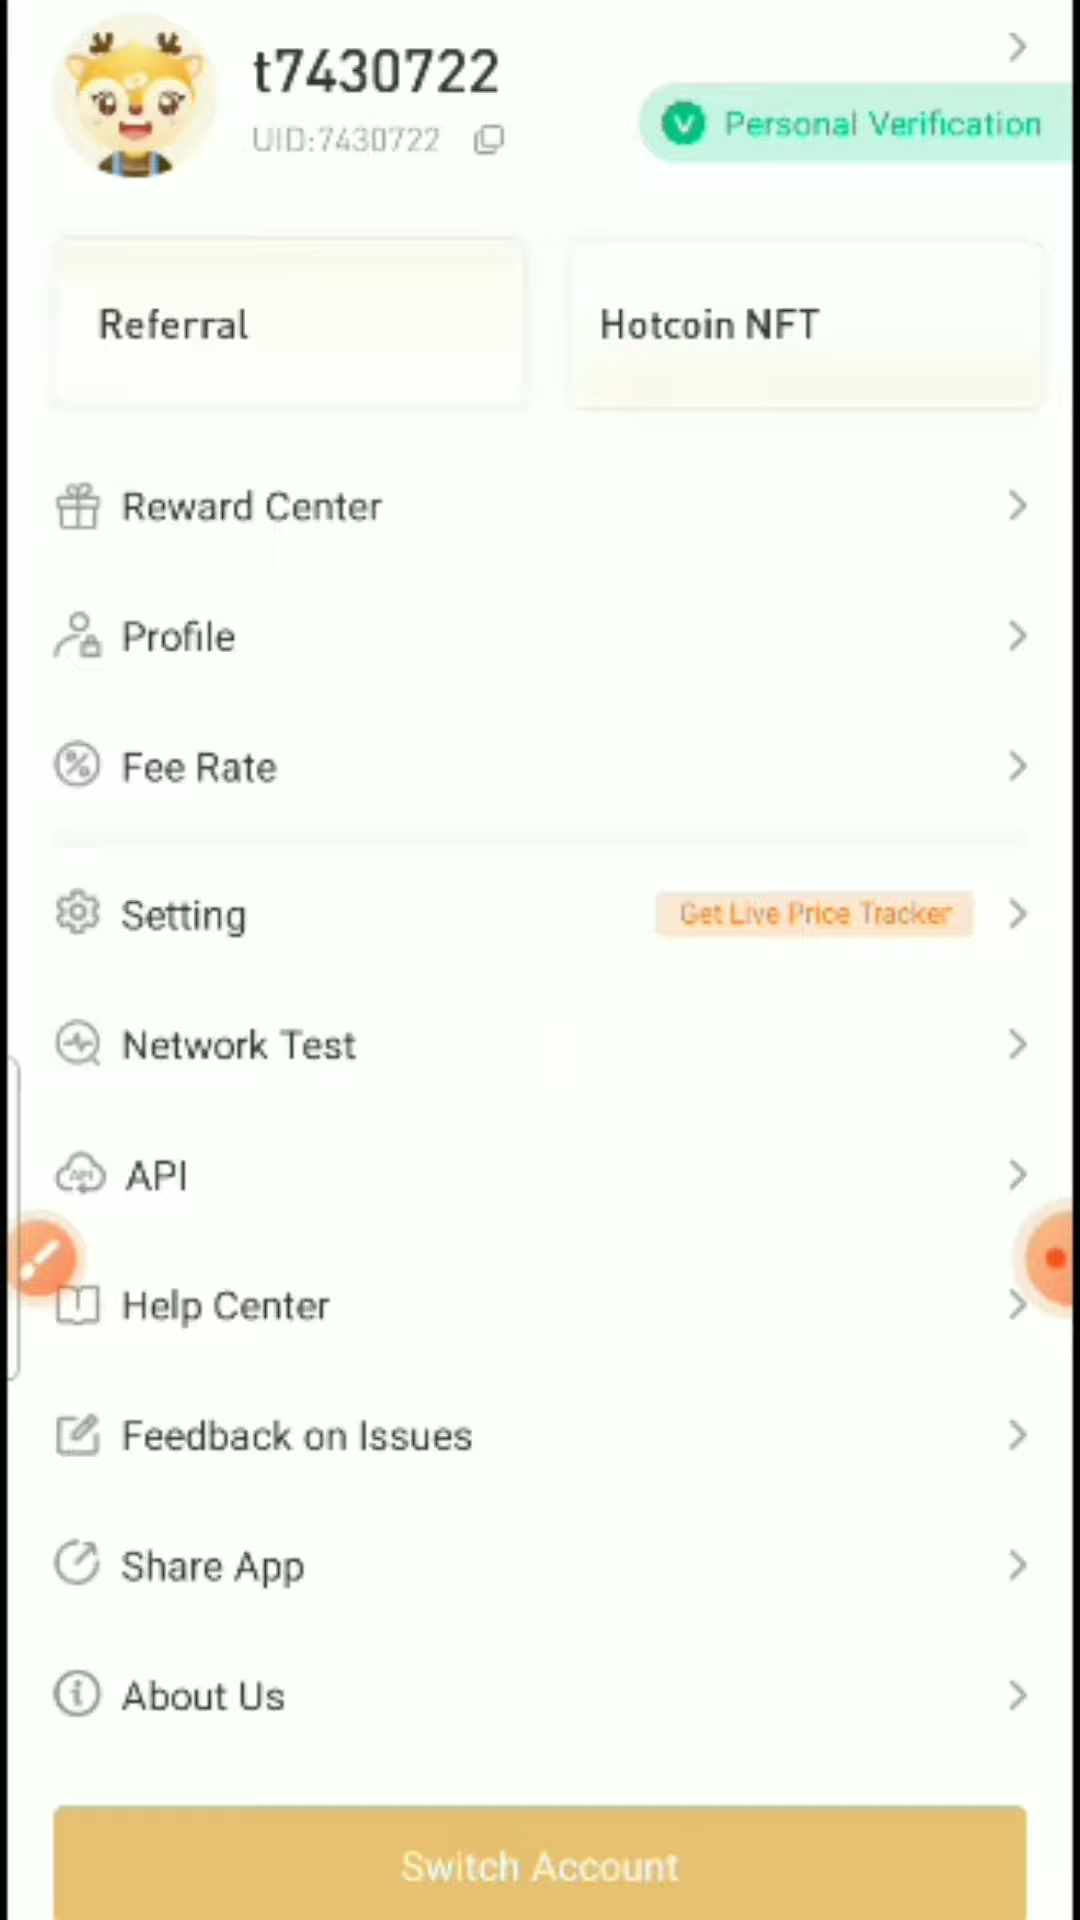 t7430722
UID:7430722
Personal Verification
Referral
Hotcoin NFT
Reward Center
Profile
Fee Rate
Setting
Get Live Price Tracker
Network Test
API
Help Center
Feedback on Issues
Share App
About Us
Switch Account